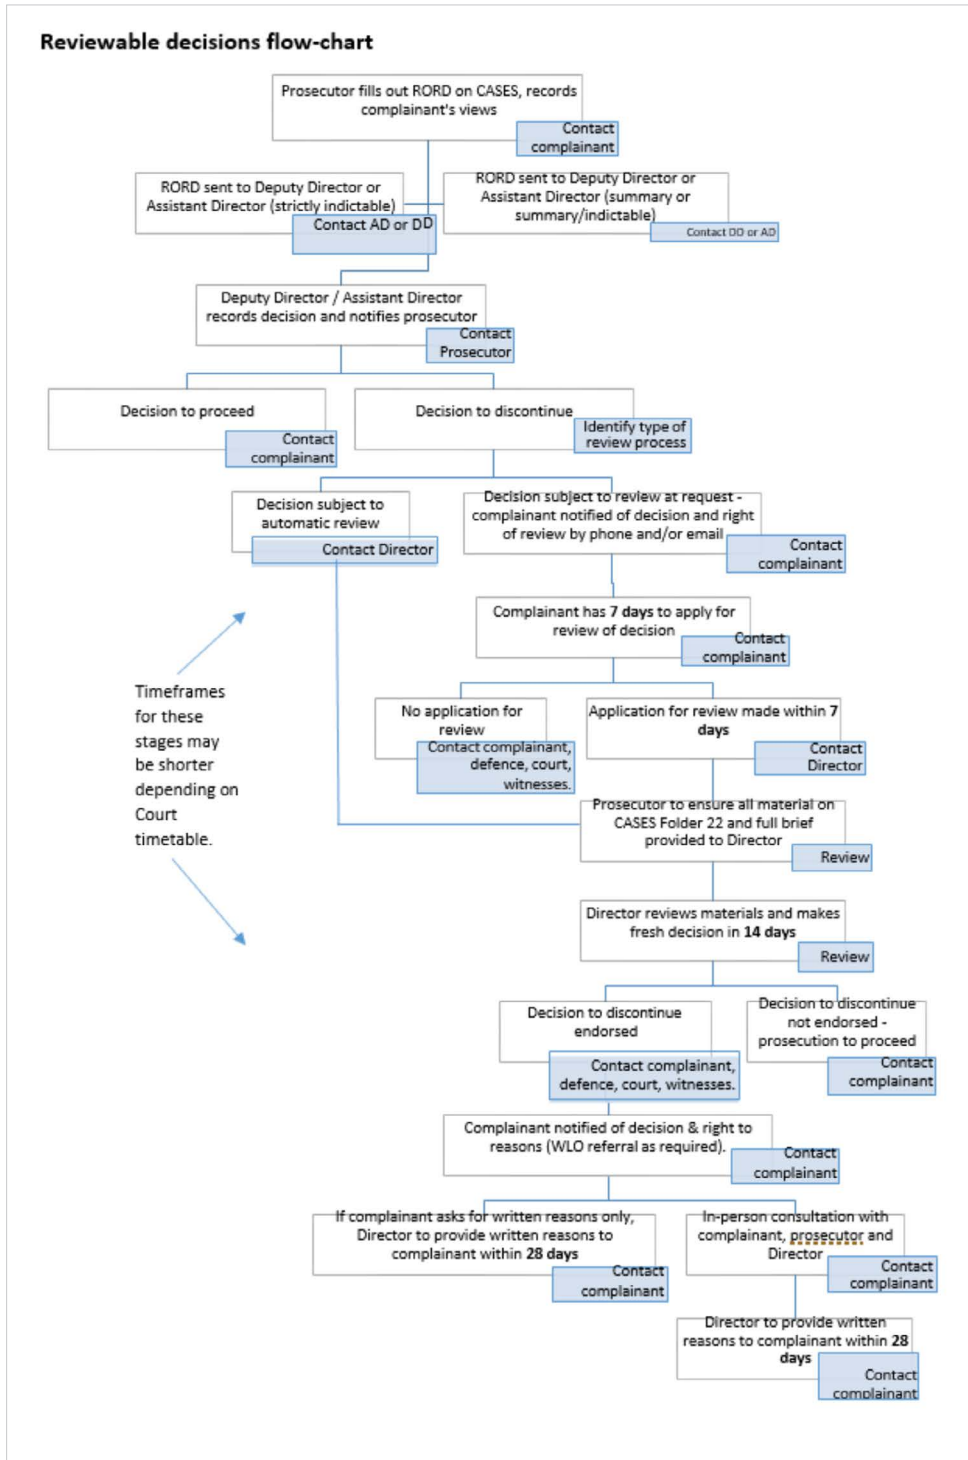 Reviewable decisions flow-chart
Prosecutor fills out RORD on CASES, records
complainant's views
Contact
complainant
RORD sent to Deputy Director or
Assistant Director (strictly indictable)
Contact AD or DD
RORD sent to Deputy Director or
Assistant Director (summary or
summary/indictable)
Contact DD or AD
Deputy Director / Assistant Director
records decision and notifies prosecutor
Contact
Prosecutor
Decision to proceed
Contact
complainant
Decision to discontinue
Identify type of
review process
Decision subject to
automatic review
Contact Director
Decision subject to review at request -
complainant notified of decision and right
of review by phone and/or email
Contact
complainant
Complainant has 7 days to apply for
review of decision
Contact
complainant
Timeframes
for these
stages may
be shorter
depending on
Court
timetable.
No application for
review
Contact complainant,
defence, court,
witnesses.
Application for review made within 7
days
Contact
Director
Prosecutor to ensure all material on
CASES Folder 22 and full brief
provided to Director
Review
Director reviews materials and makes
fresh decision in 14 days
Review
Decision to discontinue
endorsed
Contact complainant,
defence, court, witnesses.
Decision to discontinue
not endorsed -
prosecution to proceed
Contact
complainant
Complainant notified of decision & right to
reasons (WLO referral as required).
Contact
complainant
If complainant asks for written reasons only,
Director to provide written reasons to
complainant within 28 days
Contact
complainant
In-person consultation with
complainant, prosecutor and
Director
Contact
complainant
Director to provide written
reasons to complainant within 28
days
Contact
complainant